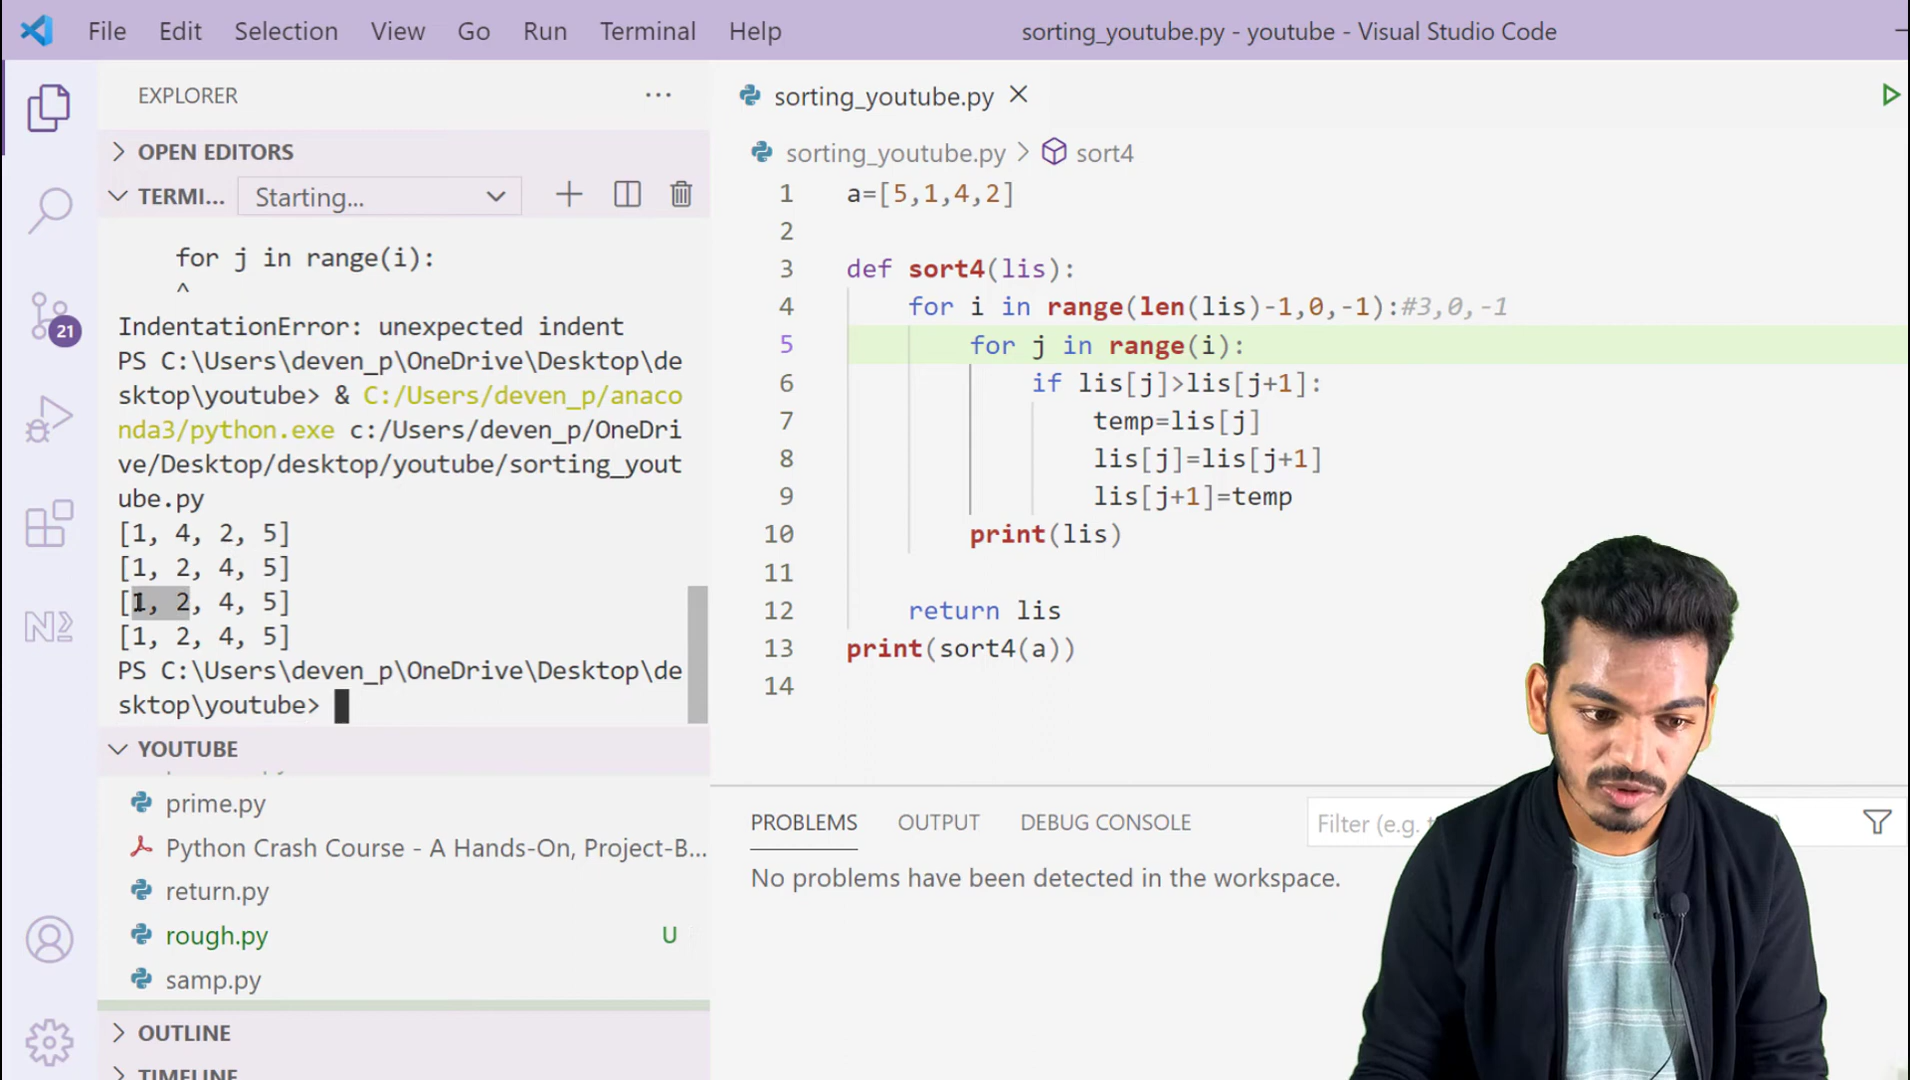 File Edit Selection View Go Run Terminal Help
sorting_youtube.py - youtube - Visual Studio Code
EXPLORER
OPEN EDITORS
TERMI... Starting...
for j in range(i):
^
IndentationError: unexpected indent
PS C:\Users\deven_p\OneDrive\Desktop\de
sktop\youtube> & C:/Users/deven_p/anaco
nda3/python.exe c:/Users/deven_p/OneDri
ve/Desktop/desktop/youtube/sorting_yout
ube.py
[1, 4, 2, 5]
[1, 2, 4, 5]
[1, 2, 4, 5]
[1, 2, 4, 5]
PS C:\Users\deven_p\OneDrive\Desktop\de
sktop\youtube>
21
YOUTUBE
prime.py
Python Crash Course - A Hands-On, Project-B...
return.py
rough.py U
samp.py
OUTLINE
TIMELINE
sorting_youtube.py
sorting_youtube.py > sort4
1 a=[5,1,4,2]
2
3 def sort4(lis):
4 for i in range(len(lis)-1,0,-1):#3,0,-1
5 for j in range(i):
6 if lis[j]>lis[j+1]:
7 temp=lis[j]
8 lis[j]=lis[j+1]
9 lis[j+1]=temp
10 print(lis)
11
12 return lis
13 print(sort4(a))
14
PROBLEMS OUTPUT DEBUG CONSOLE
Filter (e.g.
No problems have been detected in the workspace.